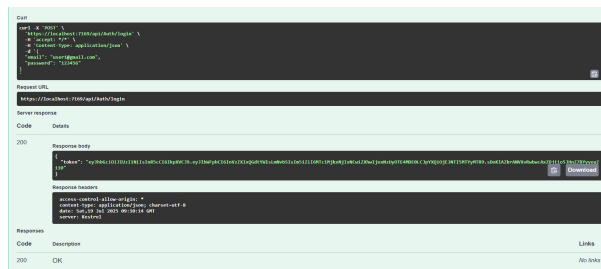 Curl
curl -X 'POST' \
'https://localhost:7169/api/Auth/login' \
-H 'accept: */*' \
-H 'Content-Type: application/json' \
-d '{
"email": "user1@gmail.com",
"password": "123456"
}'
Request URL
https://localhost:7169/api/Auth/login
Server response
Code Details
200
Response body
{
"token":
}
Download
Response headers
access-control-allow-origin: *
content-type: application/json; charset=utf-8
date: Sat,19 Jul 2025 09:30:14 GMT
server: Kestrel
Responses
Code Description Links
200 OK No links